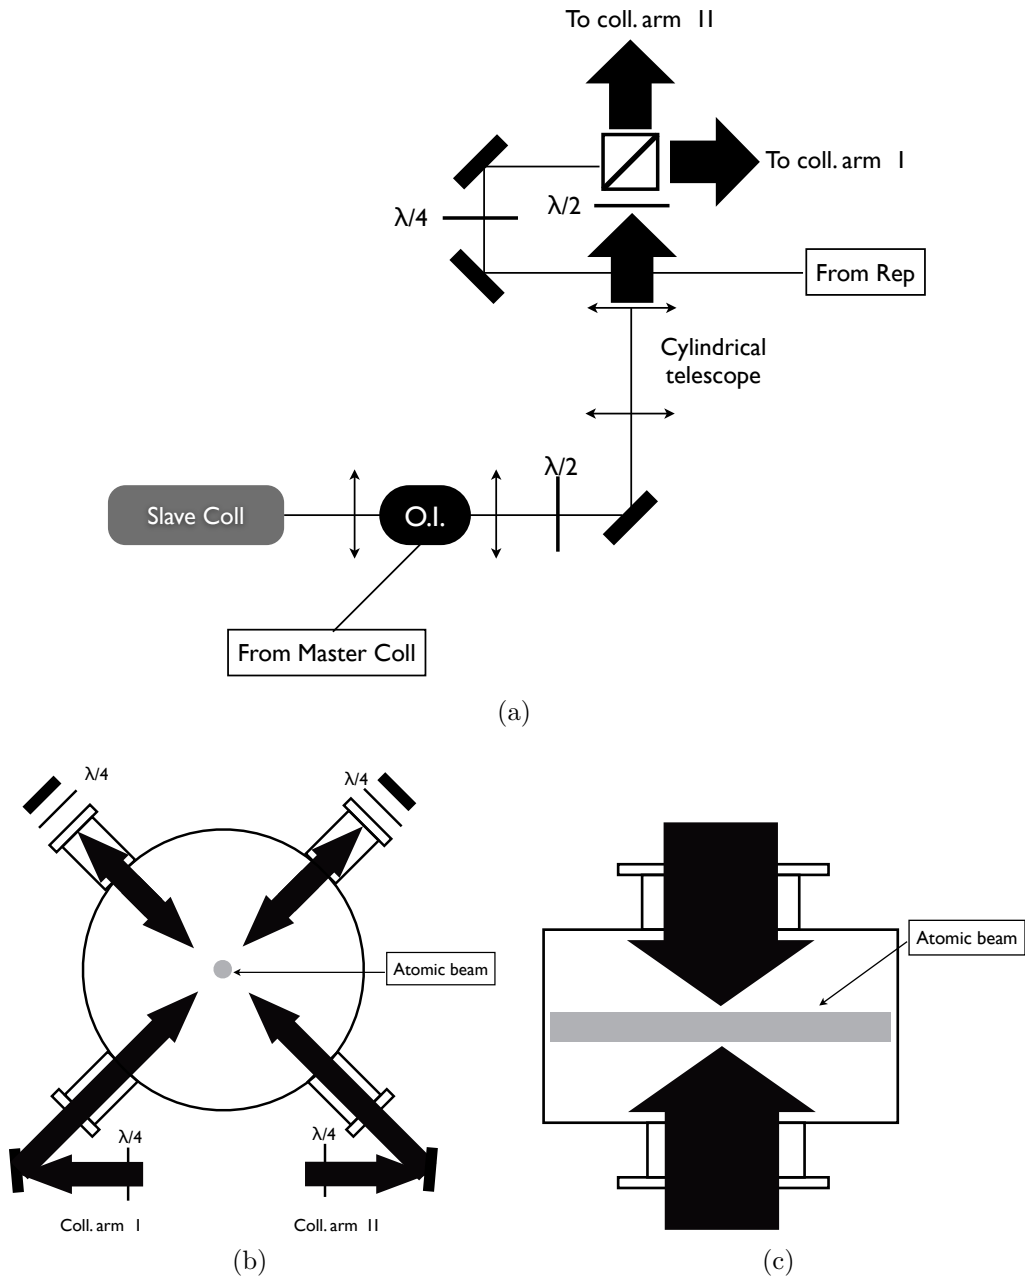 To coll. arm II
To coll. arm I
λ/2
λ/4
From Rep
Cylindrical
telescope
λ/2
Slave Coll
O.I.
From Master Coll
(a)
λ/4
λ/4
Atomic beam
Atomic beam
λ/4
λ/4
Coll. arm I
Coll. arm II
(b)
(c)